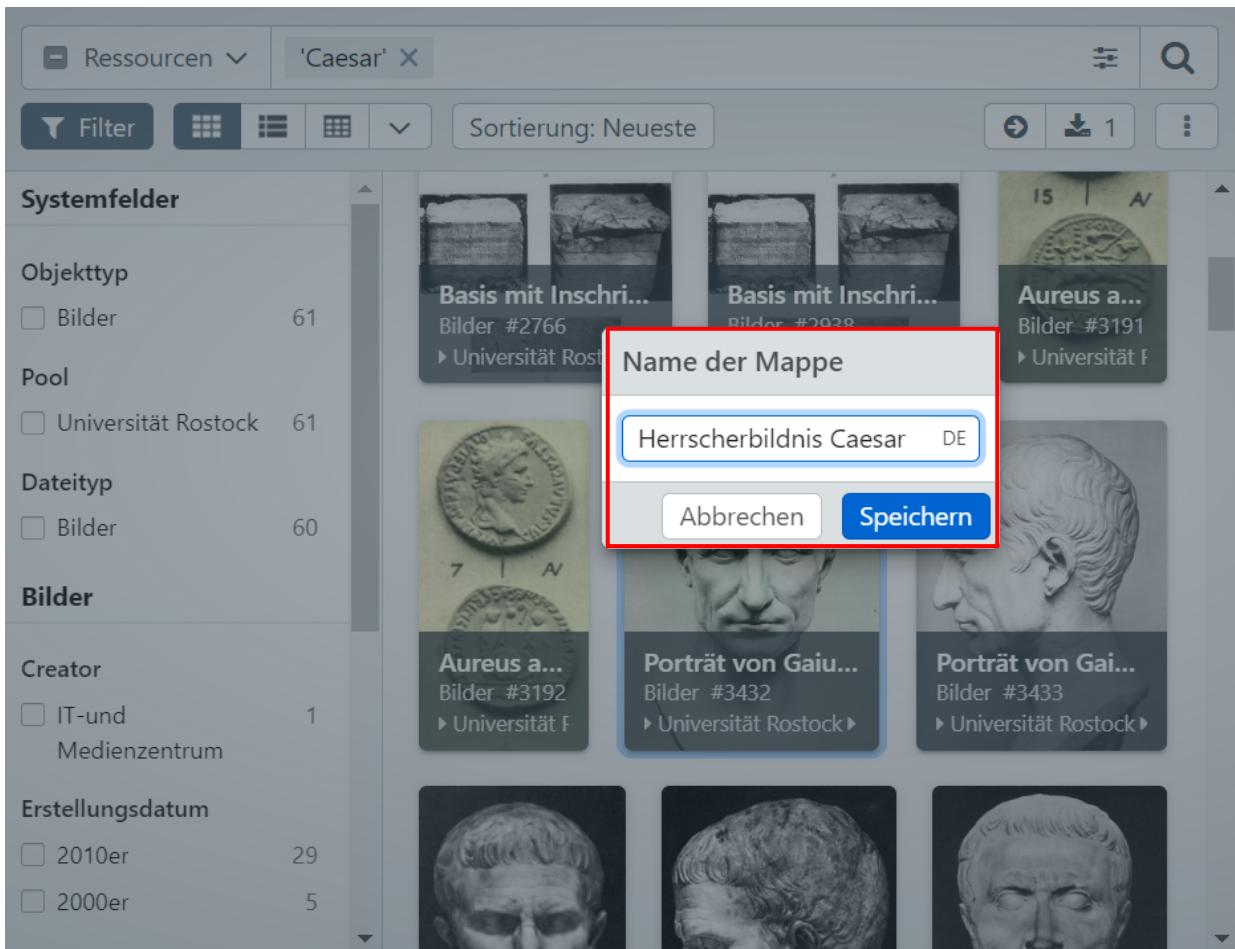 Ressourcen 'Caesar'
Filter Sortierung: Neueste 1
Systemfelder
Objekttyp
Bilder 61
Pool
Universität Rostock 61
Dateityp
Bilder 60
Bilder
Creator
IT-und 1
Medienzentrum
Erstellungsdatum
2010er 29
2000er 5
Basis mit Inschri...
Bilder #2766
Universität Rost
Basis mit Inschri...
Bilder #2938
15 AV
Aureus a...
Bilder #3191
Universität F
Name der Mappe
Herrscherbildnis Caesar DE
Abbrechen Speichern
7 AV
Aureus a...
Bilder #3192
Universität F
Porträt von Gaiu...
Bilder #3432
Universität Rostock
Porträt von Gai...
Bilder #3433
Universität Rostock